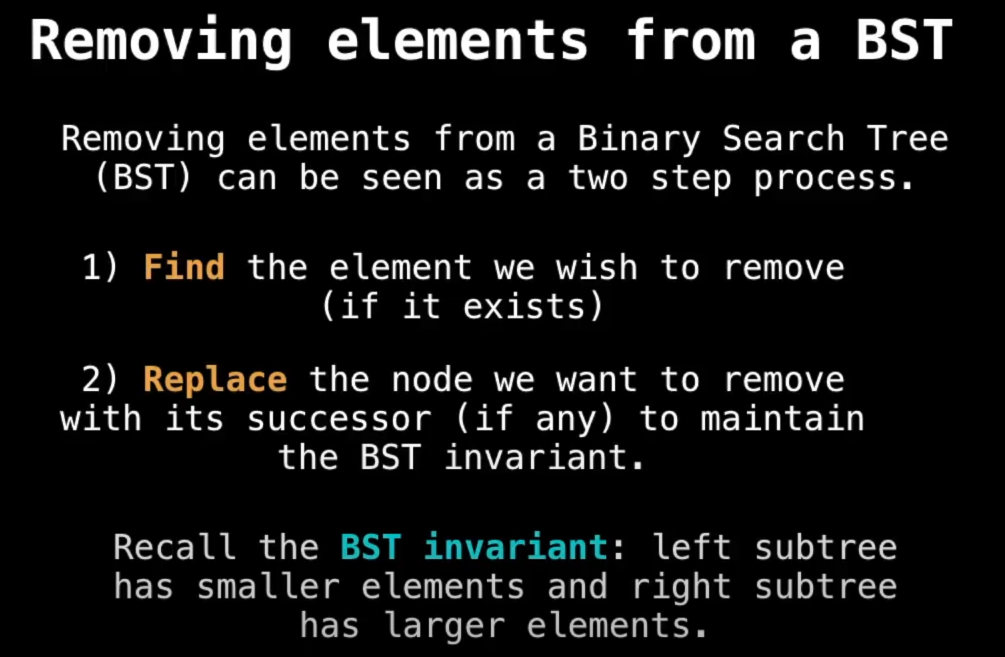 Removing elements from a BST
Removing elements from a Binary Search Tree
(BST) can be seen as a two step process.
1) Find the element we wish to remove
(if it exists)
2) Replace the node we want to remove
with its successor (if any) to maintain
the BST invariant.
Recall the BST invariant: left subtree
has smaller elements and right subtree
has larger elements.